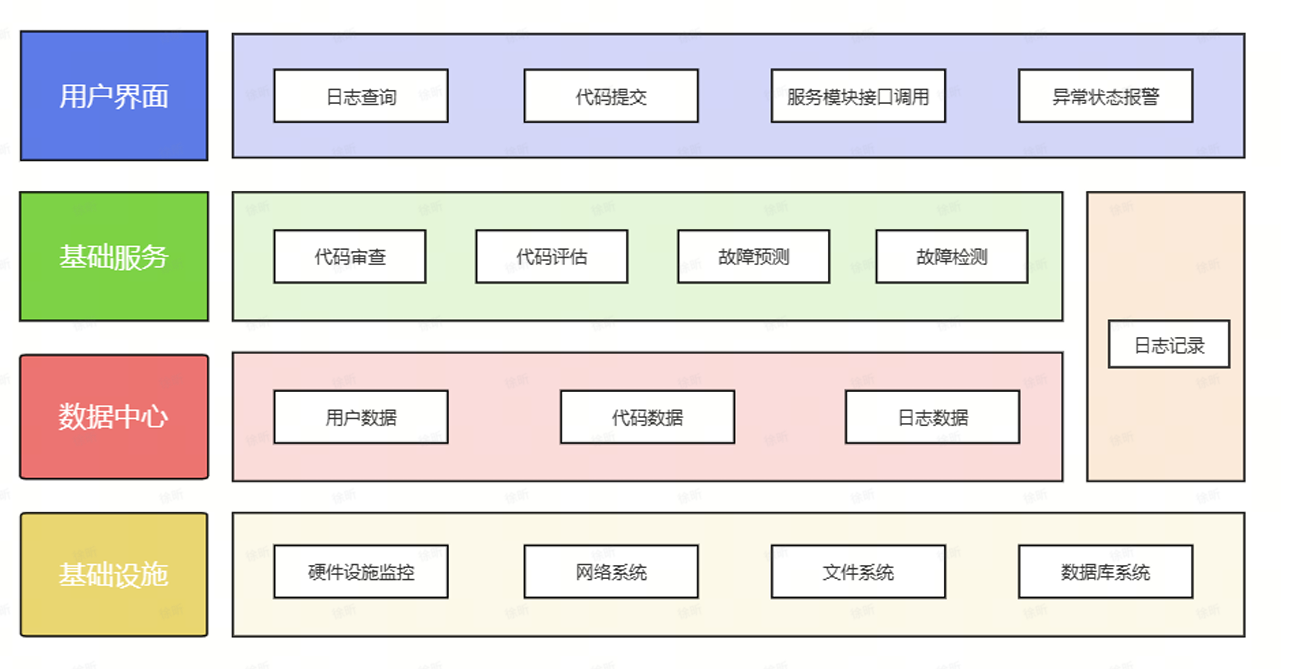 用户界面
日志查询
代码提交
服务模块接口调用
异常状态报警
基础服务
代码审查
代码评估
故障预测
故障检测
日志记录
数据中心
用户数据
代码数据
日志数据
基础设施
硬件设施监控
网络系统
文件系统
数据库系统